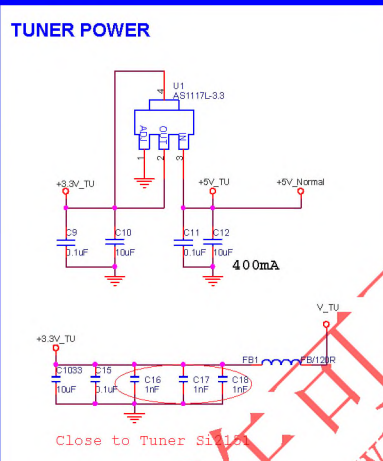 TUNER POWER
U1
AS1117L-3.3
4
ADJ
OUT
IN
1
2
3
+3.3V_TU
+5V_TU
+5V_Normal
C9
C10
C11
C12
0.1uF
10uF
0.1uF
10uF
400mA
V_TU
+3.3V_TU
FB1
FB/120R
C1033
C15
C16
C17
C18
10uF
0.1uF
1nF
1nF
1nF
Close to Tuner Si2151